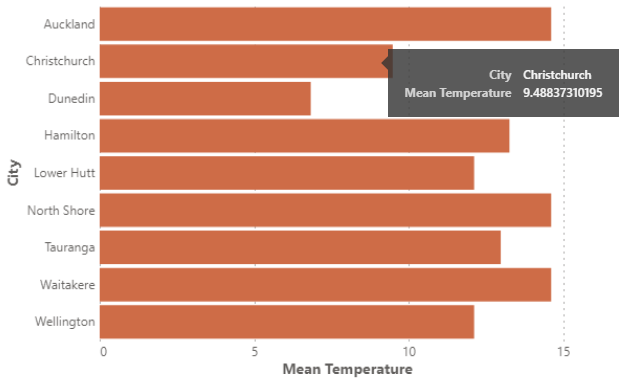 Auckland
Christchurch
City Christchurch
Dunedin
Mean Temperature 9.48837310195
Hamilton
Lower Hutt
City
North Shore
Tauranga
Waitakere
Wellington
0 5 10 15
Mean Temperature